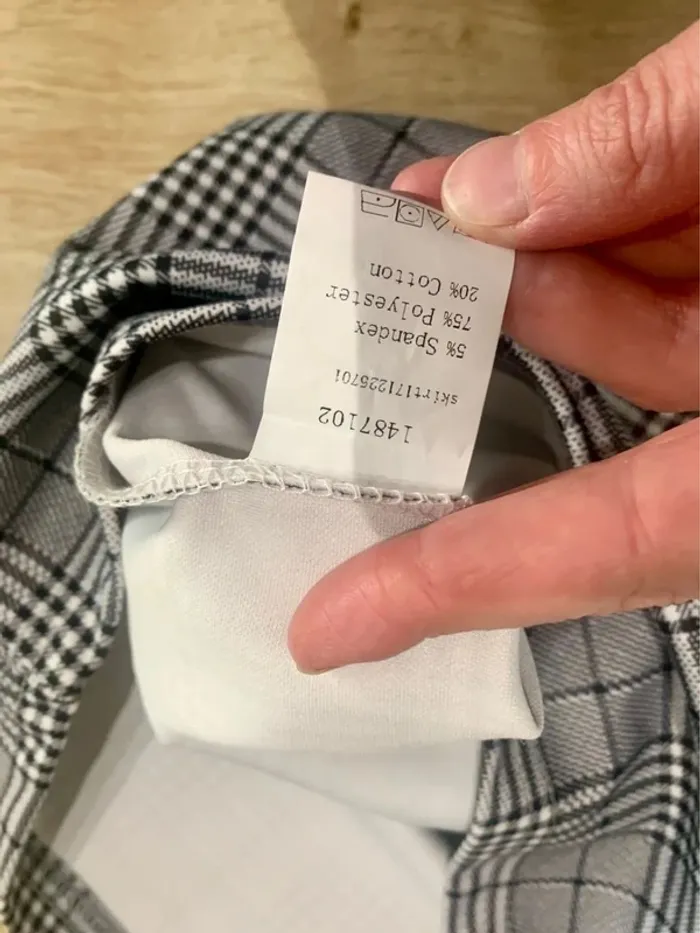 1487102
skirt171225701
5% Spandex
75% Polyester
20% Cotton